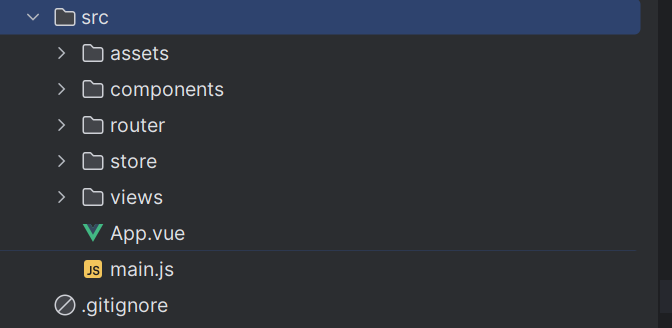 src
assets
components
router
store
views
App.vue
JS main.js
.gitignore